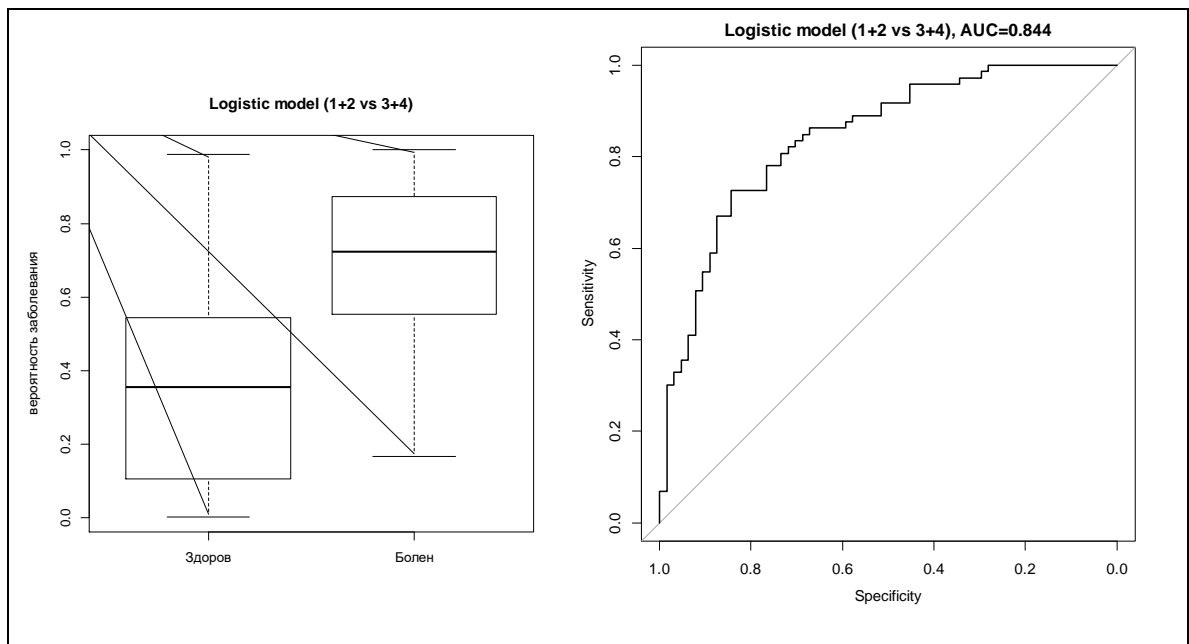 Logistic model (1+2 vs 3+4)
вероятность заболевания
1.0
0.8
0.6
0.4
0.2
0.0
Здоров
Болен
Logistic model (1+2 vs 3+4), AUC=0.844
Sensitivity
1.0
0.8
0.6
0.4
0.2
0.0
1.0
0.8
0.6
0.4
0.2
0.0
Specificity